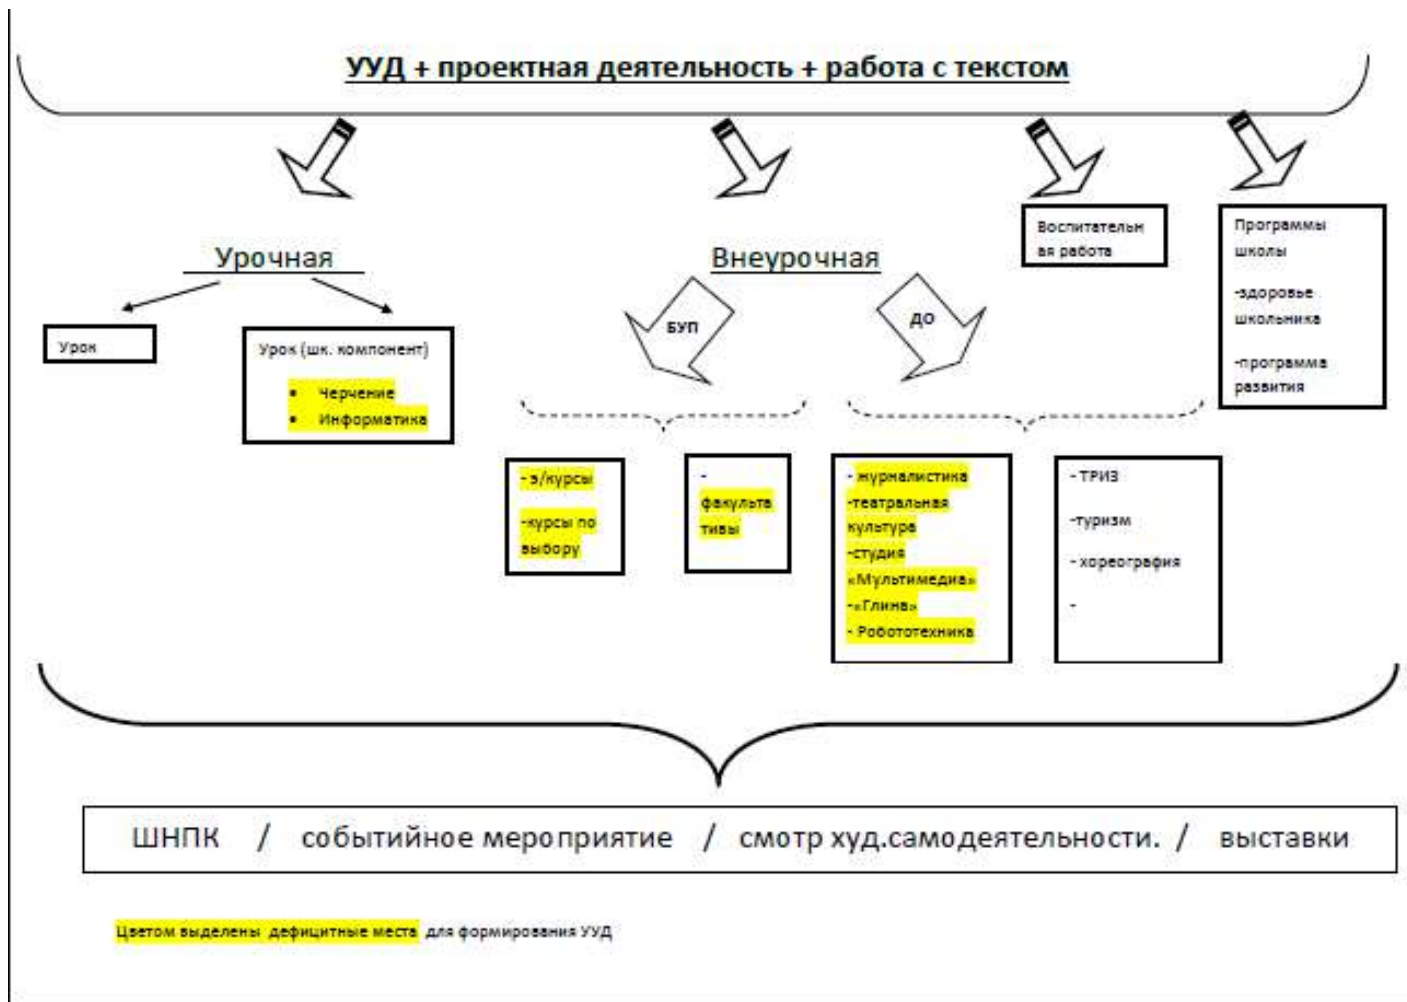 УУД + проектная деятельность + работа с текстом
Урочная
Внеурочная
Воспитательн
ая работа
Программы
школы
-здоровье
школьника
-программа
развития
Урок
Урок (шк. компонент)
• Черчение
• Информатика
БУП
ДО
- э/курсы
-курсы по
выбору
-
факульта
тивы
- журналистика
-театральная
культура
-студия
«Мультимедиа»
-«Глина»
- Робототехника
- ТРИЗ
-туризм
- хореография
-
ШНПК / событийное мероприятие / смотр худ.самодеятельности. / выставки
Цветом выделены дефицитные места для формирования УУД